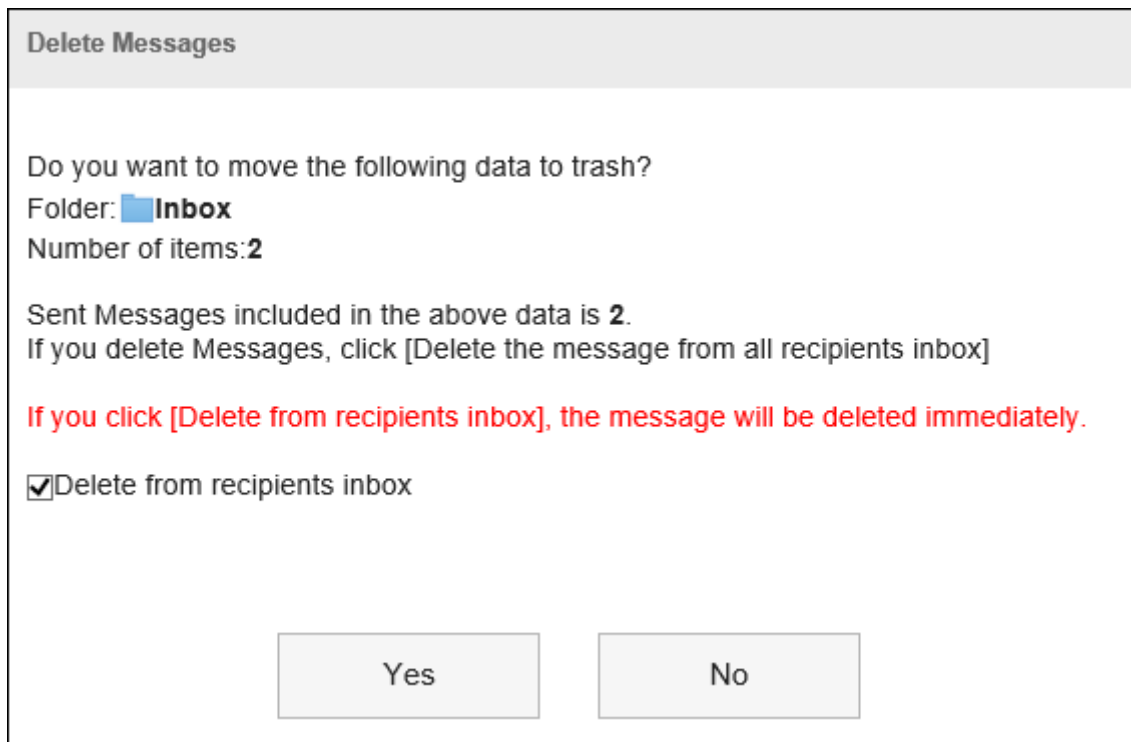 Delete Messages
Do you want to move the following data to trash?
Folder: Inbox
Number of items:2
Sent Messages included in the above data is 2.
If you delete Messages, click [Delete the message from all recipients inbox]
If you click [Delete from recipients inbox], the message will be deleted immediately.
Delete from recipients inbox
Yes
No